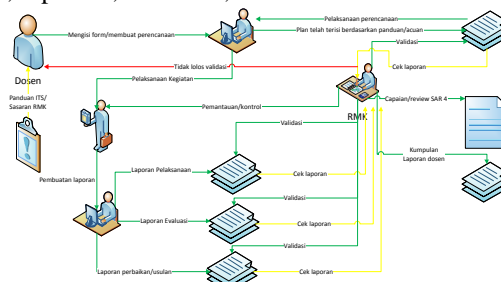 Pelaksanaan perencanaan
Mengisi form/membuat perencanaan
Plan telah terisi berdasarkan panduan/acuan
Validasi
Tidak lolos validasi
Cek laporan
Dosen
Pelaksanaan Kegiatan
Panduan ITS/
Sasaran RMK
Pemantauan/kontrol
Capaian/review SAR 4
RMK
Validasi
Kumpulan
Laporan dosen
Pembuatan laporan
Laporan Pelaksanaan
Cek laporan
Validasi
Laporan Evaluasi
Cek laporan
Validasi
Laporan perbaikan/usulan
Cek laporan